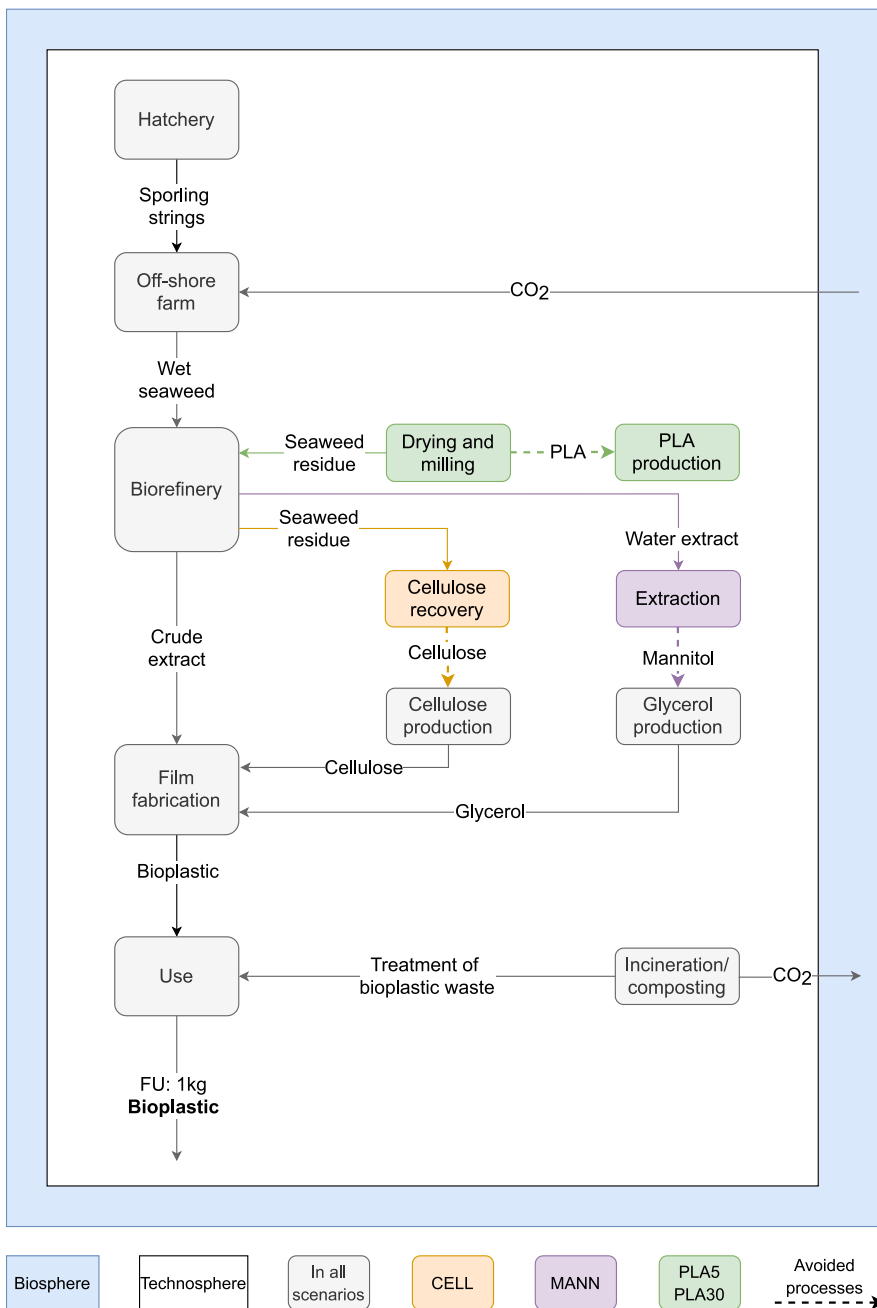 Hatchery
Sporling
strings
Off-shore
farm
CO2
Wet
seaweed
Biorefinery
Seaweed
residue
Drying and
milling
PLA
PLA
production
Seaweed
residue
Water extract
Cellulose
recovery
Extraction
Crude
extract
Cellulose
Mannitol
Cellulose
production
Glycerol
production
Film
fabrication
Cellulose
Glycerol
Bioplastic
Use
Treatment of
bioplastic waste
Incineration/
composting
CO2
FU: 1kg
Bioplastic
Biosphere
Technosphere
In all
scenarios
CELL
MANN
PLA5
PLA30
Avoided
processes